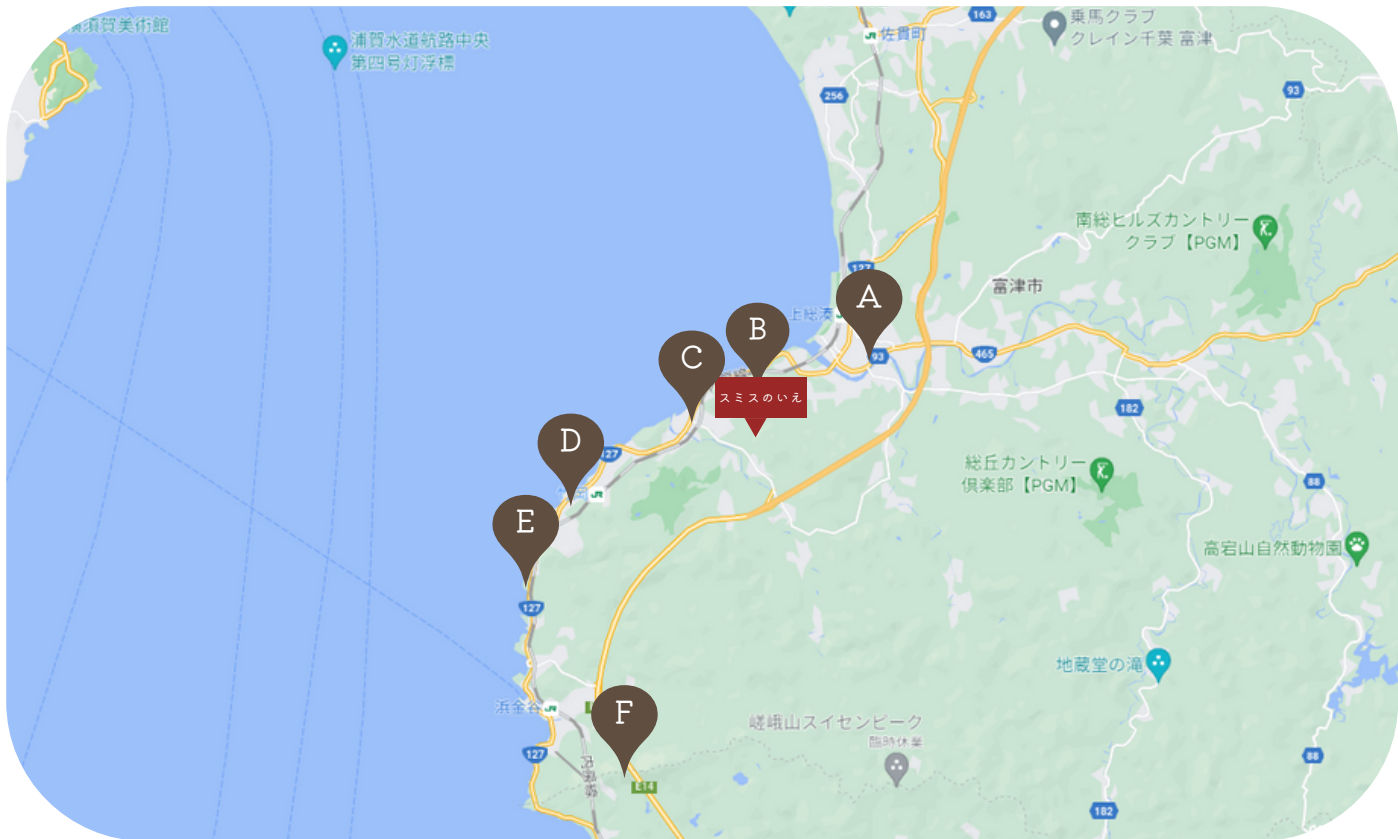 横須賀美術館
浦賀水道航路中央
第四号灯浮標
163
乗馬クラブ
クレイン千葉 富津
JR 佐貫町
256
93
南総ヒルズカントリー
クラブ【PGM】
127
富津市
A
上総湊
B
93
465
C
スミスのいえ
182
D
127
総丘カントリー
倶楽部【PGM】
88
JR
E
高宕山自然動物園
127
地蔵堂の滝
浜金谷 JR
F
嵯峨山スイセンピーク
臨時休業
127
88
E14
182